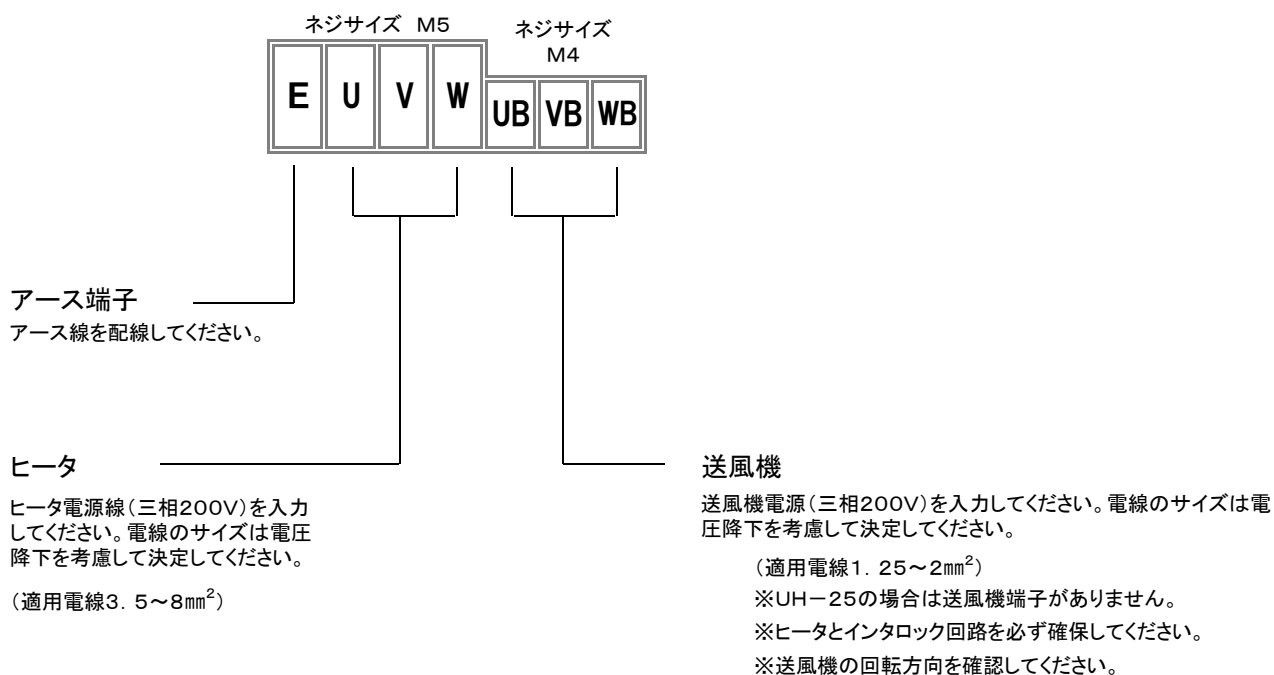 ネジサイズ M5
ネジサイズ
M4
E U V W UB VB WB
アース端子
アース線を配線してください。
ヒータ
ヒータ電源線(三相200V)を入力
してください。電線のサイズは電圧
降下を考慮して決定してください。
(適用電線3.5~8㎜²)
送風機
送風機電源(三相200V)を入力してください。電線のサイズは電
圧降下を考慮して決定してください。
(適用電線1.25~2㎜²)
※UH-25の場合は送風機端子がありません。
※ヒータとインタロック回路を必ず確保してください。
※送風機の回転方向を確認してください。